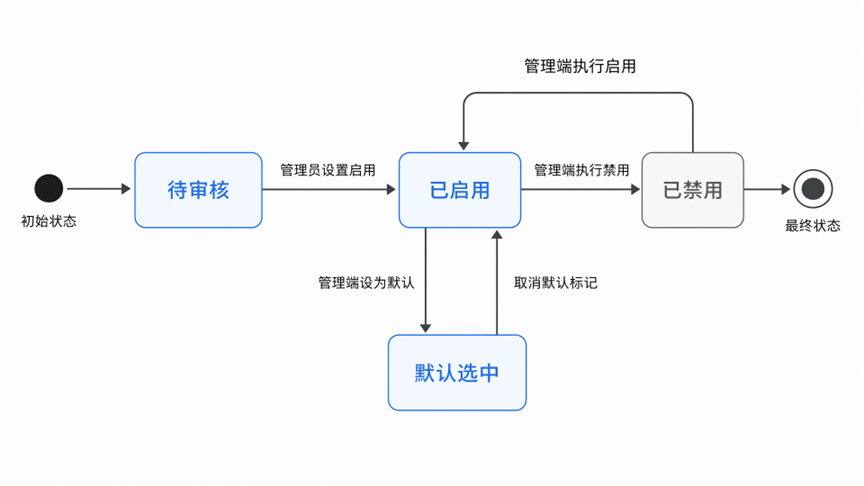 管理端执行启用
管理员设置启用
管理端执行禁用
待审核
已启用
已禁用
初始状态
最终状态
管理端设为默认
取消默认标记
默认选中